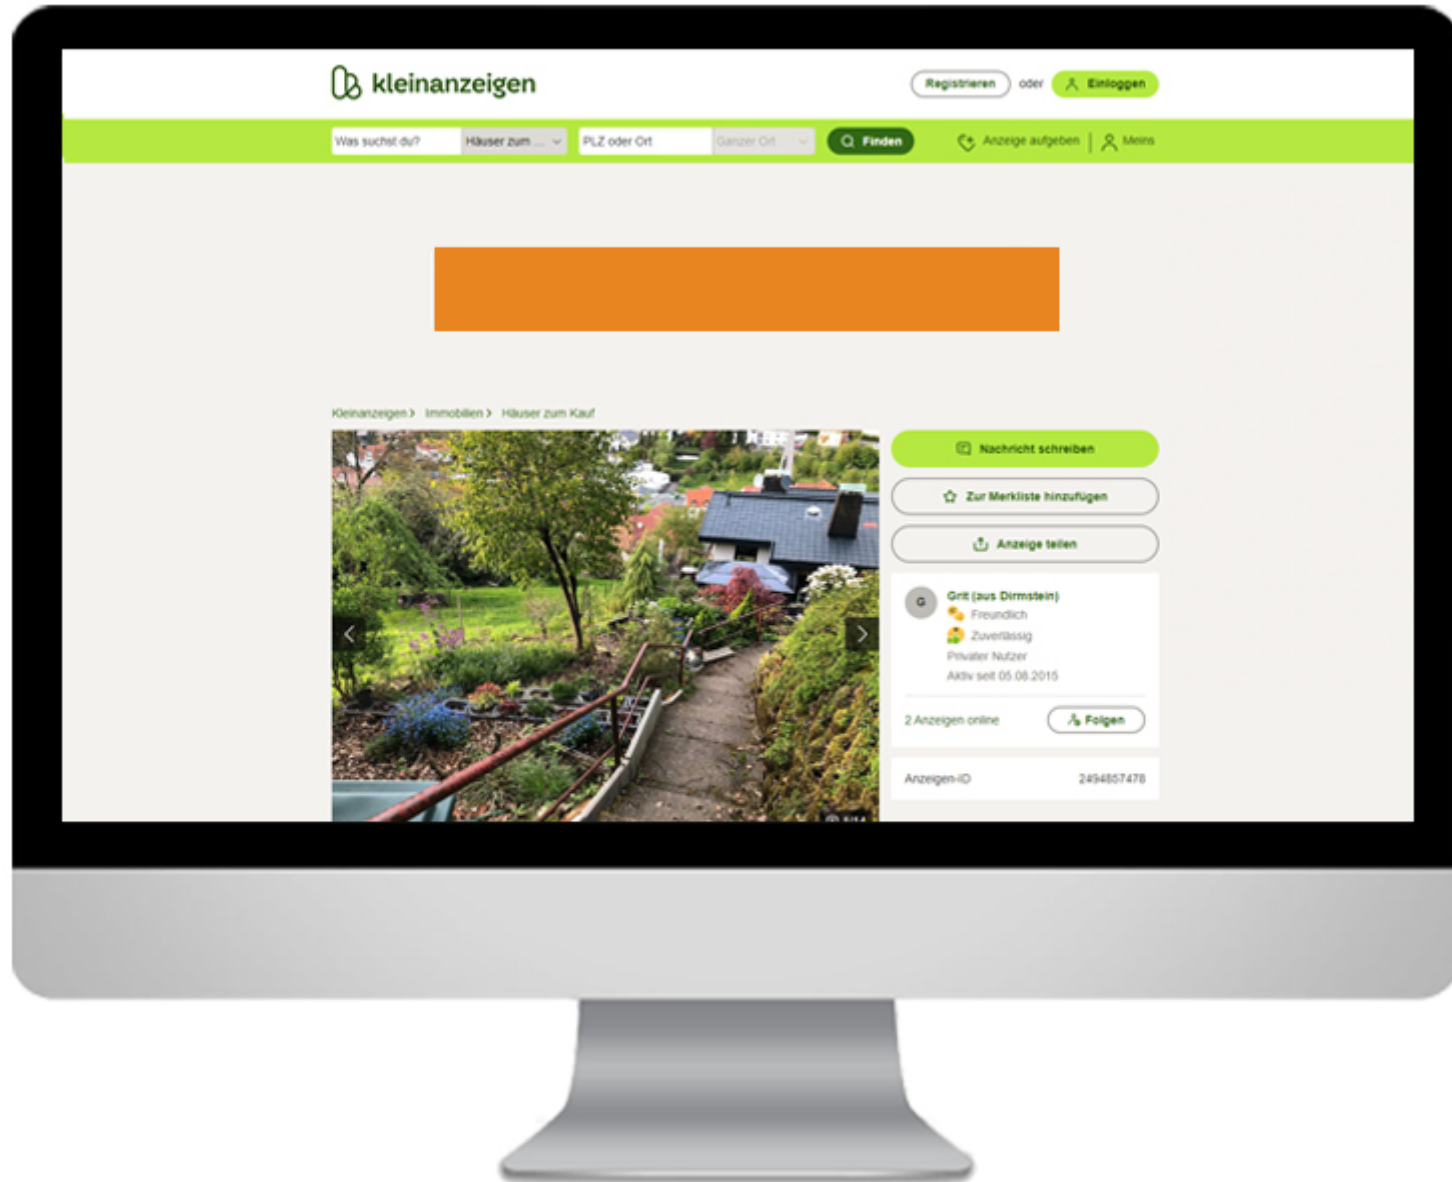 kleinanzeigen
Registrieren oder Einloggen
Was suchst du? Häuser zum ... PLZ oder Ort Ganzer Ort Finden Anzeige aufgeben Meins
Kleinanzeigen > Immobilien > Häuser zum Kauf
Nachricht schreiben
Zur Merkliste hinzufügen
Anzeige teilen
G
Grit (aus Dirmstein)
Freundlich
Zuverlässig
Privater Nutzer
Aktiv seit 05.08.2015
2 Anzeigen online Folgen
Anzeigen-ID 2494857478